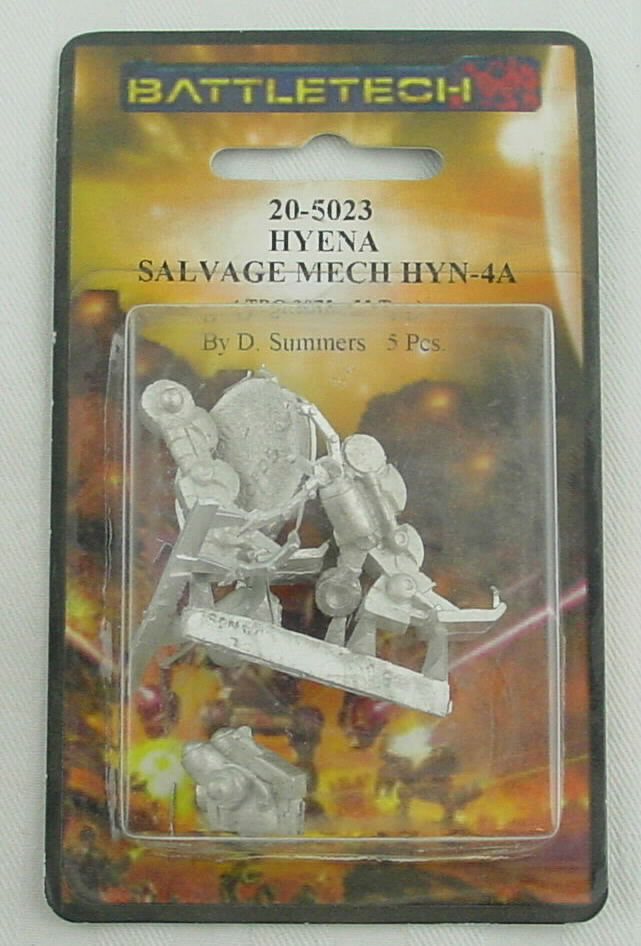 BATTLETECH
20-5023
HYENA
SALVAGE MECH HYN-4A
By D. Summers 5 Pcs.